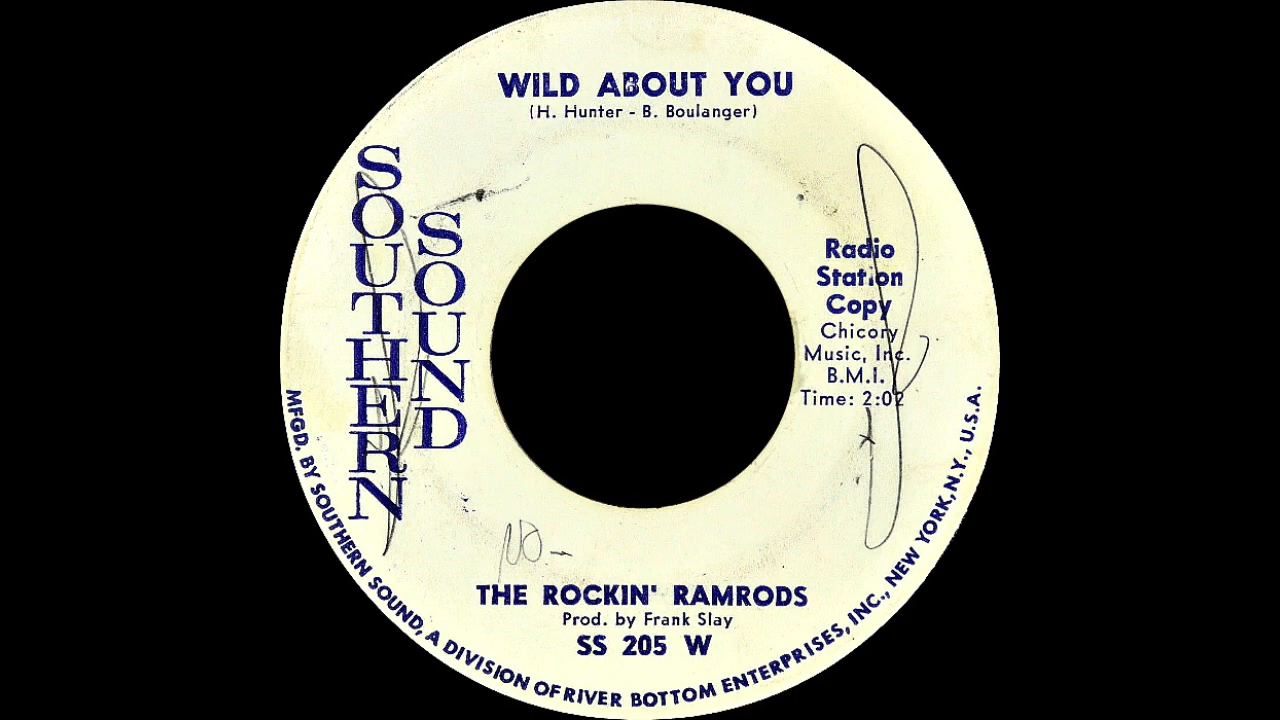 WILD ABOUT YOU
(H. Hunter - B. Boulanger)
SOUTHERN
SOUND
Radio
Station
Copy
Chicory
Music, Inc.
B.M.I.
Time: 2:02
NO-
THE ROCKIN' RAMRODS
Prod. by Frank Slay
SS 205 W
MFGD. BY SOUTHERN SOUND, A DIVISION OF RIVER BOTTOM ENTERPRISES, INC., NEW YORK, N.Y., U.S.A.